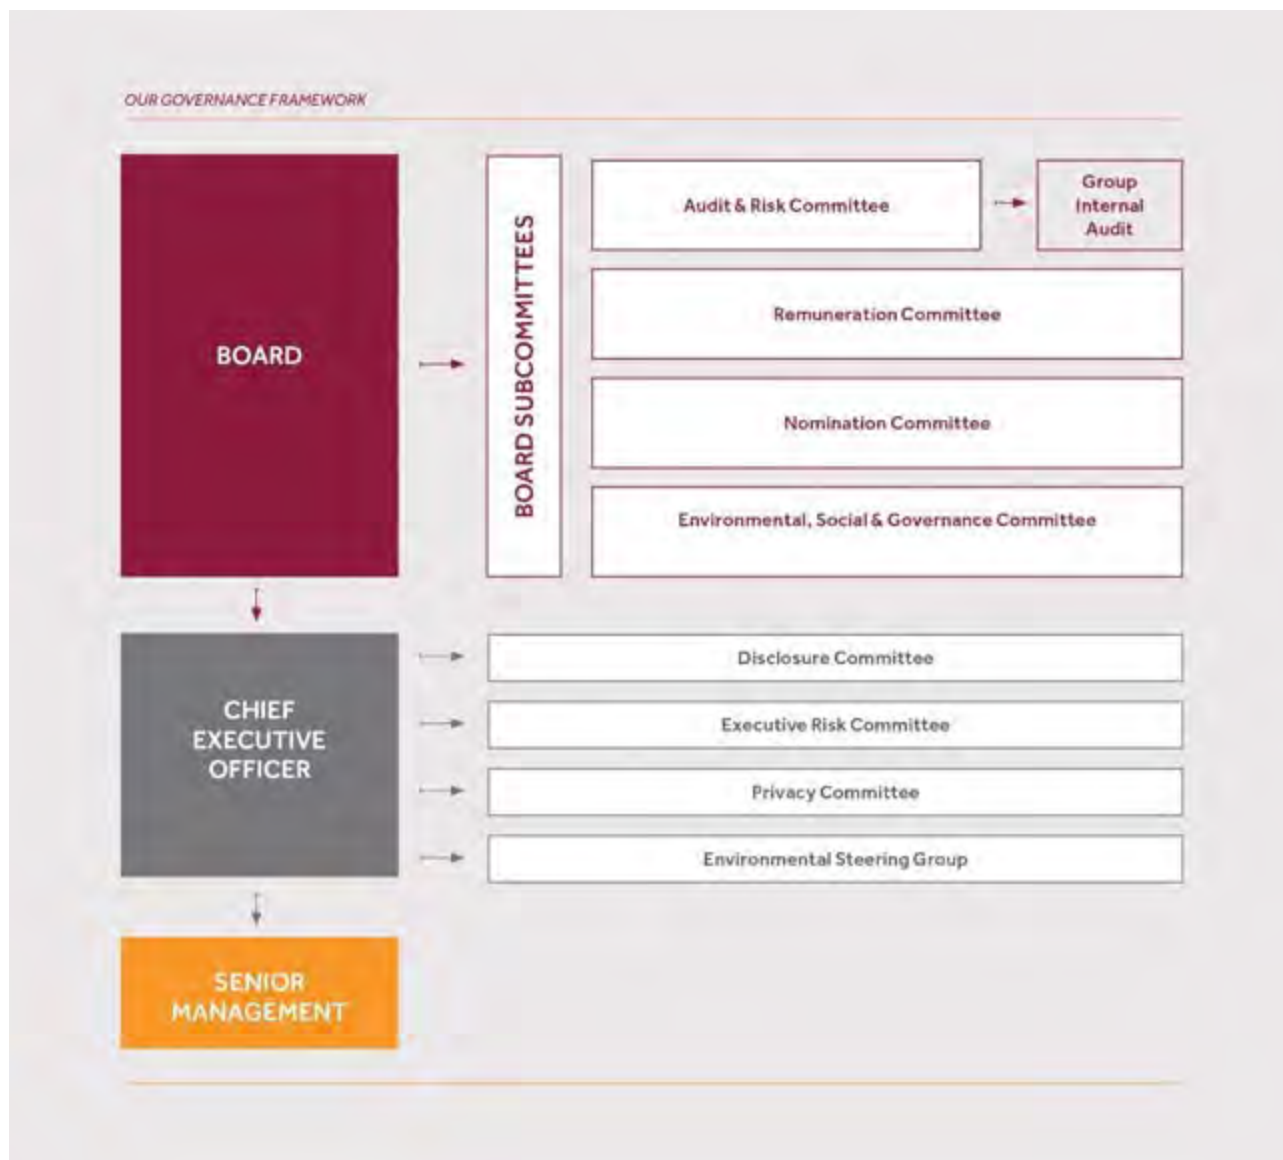 OUR GOVERNANCE FRAMEWORK
BOARD
BOARD SUBCOMMITTEES
Audit & Risk Committee
Group
Internal
Audit
Remuneration Committee
Nomination Committee
Environmental, Social & Governance Committee
CHIEF
EXECUTIVE
OFFICER
Disclosure Committee
Executive Risk Committee
Privacy Committee
Environmental Steering Group
SENIOR
MANAGEMENT